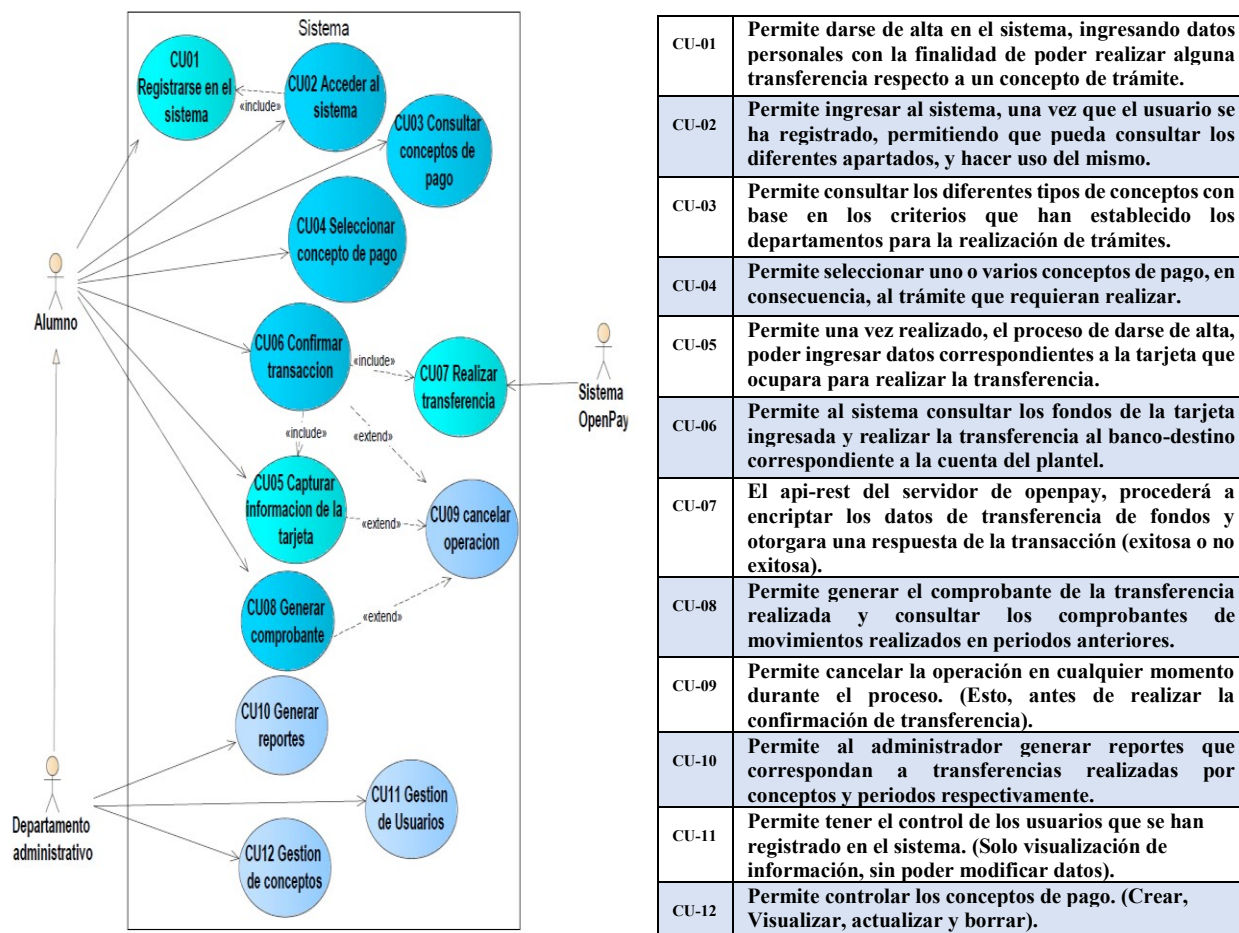 Sistema
CU01
Registrarse en el
sistema
CU02 Acceder al
sistema
«include»
CU03 Consultar
conceptos de
pago
CU04 Seleccionar
concepto de pago
Alumno
CU06 Confirmar
transaccion
«include»
CU07 Realizar
transferencia
Sistema
OpenPay
«include»
«extend»
CU05 Capturar
informacion de la
tarjeta
«extend»
CU09 cancelar
operacion
CU08 Generar
comprobante
«extend»
CU10 Generar
reportes
CU11 Gestion
de Usuarios
Departamento
administrativo
CU12 Gestion
de conceptos
CU-01
Permite darse de alta en el sistema, ingresando datos
personales con la finalidad de poder realizar alguna
transferencia respecto a un concepto de trámite.
CU-02
Permite ingresar al sistema, una vez que el usuario se
ha registrado, permitiendo que pueda consultar los
diferentes apartados, y hacer uso del mismo.
CU-03
Permite consultar los diferentes tipos de conceptos con
base en los criterios que han establecido los
departamentos para la realización de trámites.
CU-04
Permite seleccionar uno o varios conceptos de pago, en
consecuencia, al trámite que requieran realizar.
CU-05
Permite una vez realizado, el proceso de darse de alta,
poder ingresar datos correspondientes a la tarjeta que
ocupara para realizar la transferencia.
CU-06
Permite al sistema consultar los fondos de la tarjeta
ingresada y realizar la transferencia al banco-destino
correspondiente a la cuenta del plantel.
CU-07
El api-rest del servidor de openpay, procederá a
encriptar los datos de transferencia de fondos y
otorgara una respuesta de la transacción (exitosa o no
exitosa).
CU-08
Permite generar el comprobante de la transferencia
realizada y consultar los comprobantes de
movimientos realizados en periodos anteriores.
CU-09
Permite cancelar la operación en cualquier momento
durante el proceso. (Esto, antes de realizar la
confirmación de transferencia).
CU-10
Permite al administrador generar reportes que
correspondan a transferencias realizadas por
conceptos y periodos respectivamente.
CU-11
Permite tener el control de los usuarios que se han
registrado en el sistema. (Solo visualización de
información, sin poder modificar datos).
CU-12
Permite controlar los conceptos de pago. (Crear,
Visualizar, actualizar y borrar).